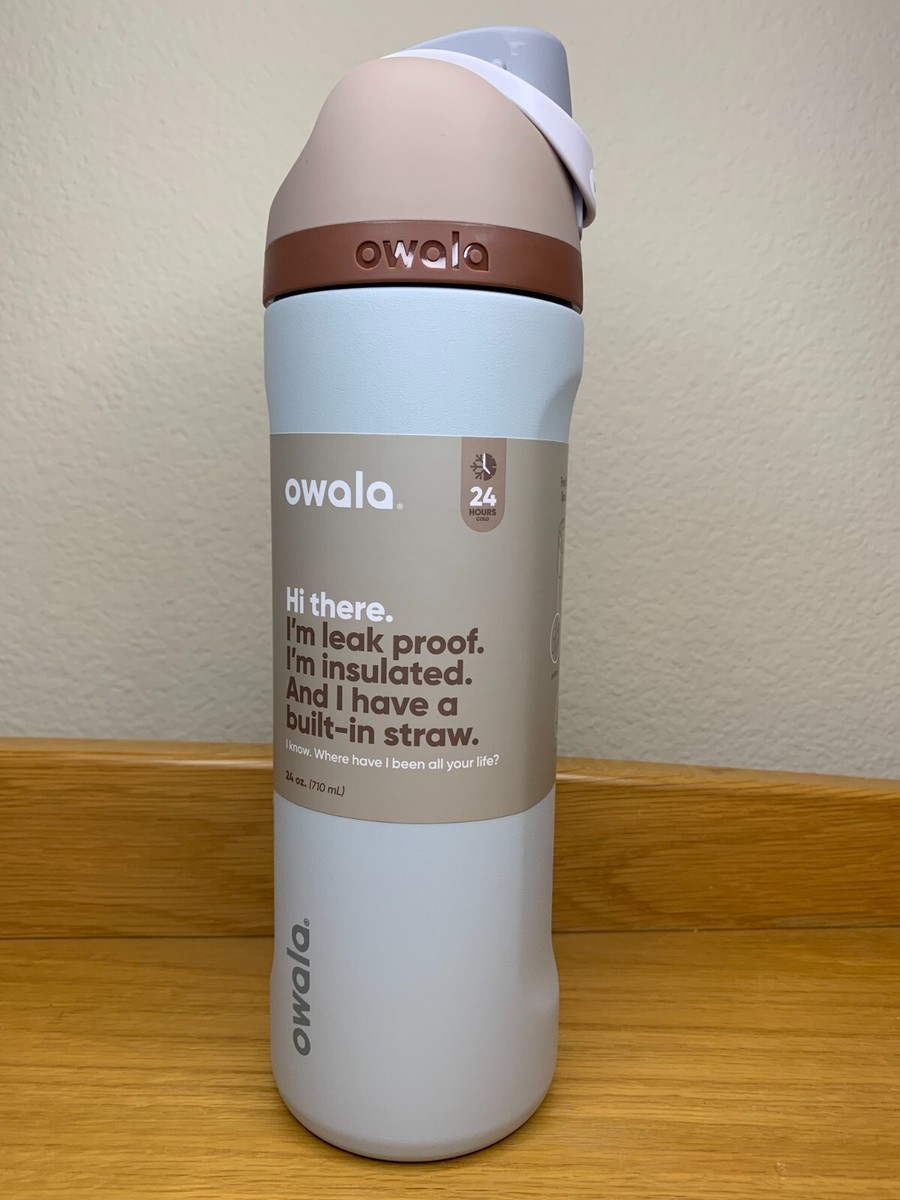 owala
owala®
24
HOURS
COLD
Hi there.
I'm leak proof.
I'm insulated.
And I have a
built-in straw.
I know. Where have I been all your life?
24 oz. (710 mL)
owala®